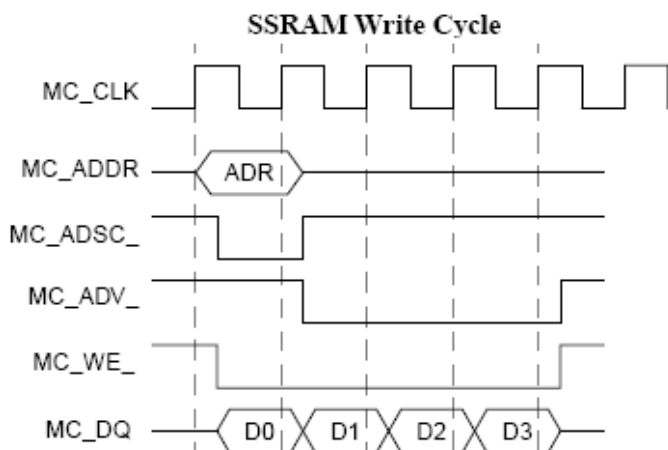 SSRAM Write Cycle
MC_CLK
MC_ADDR ADR
MC_ADSC_
MC_ADV_
MC_WE_
MC_DQ D0 D1 D2 D3